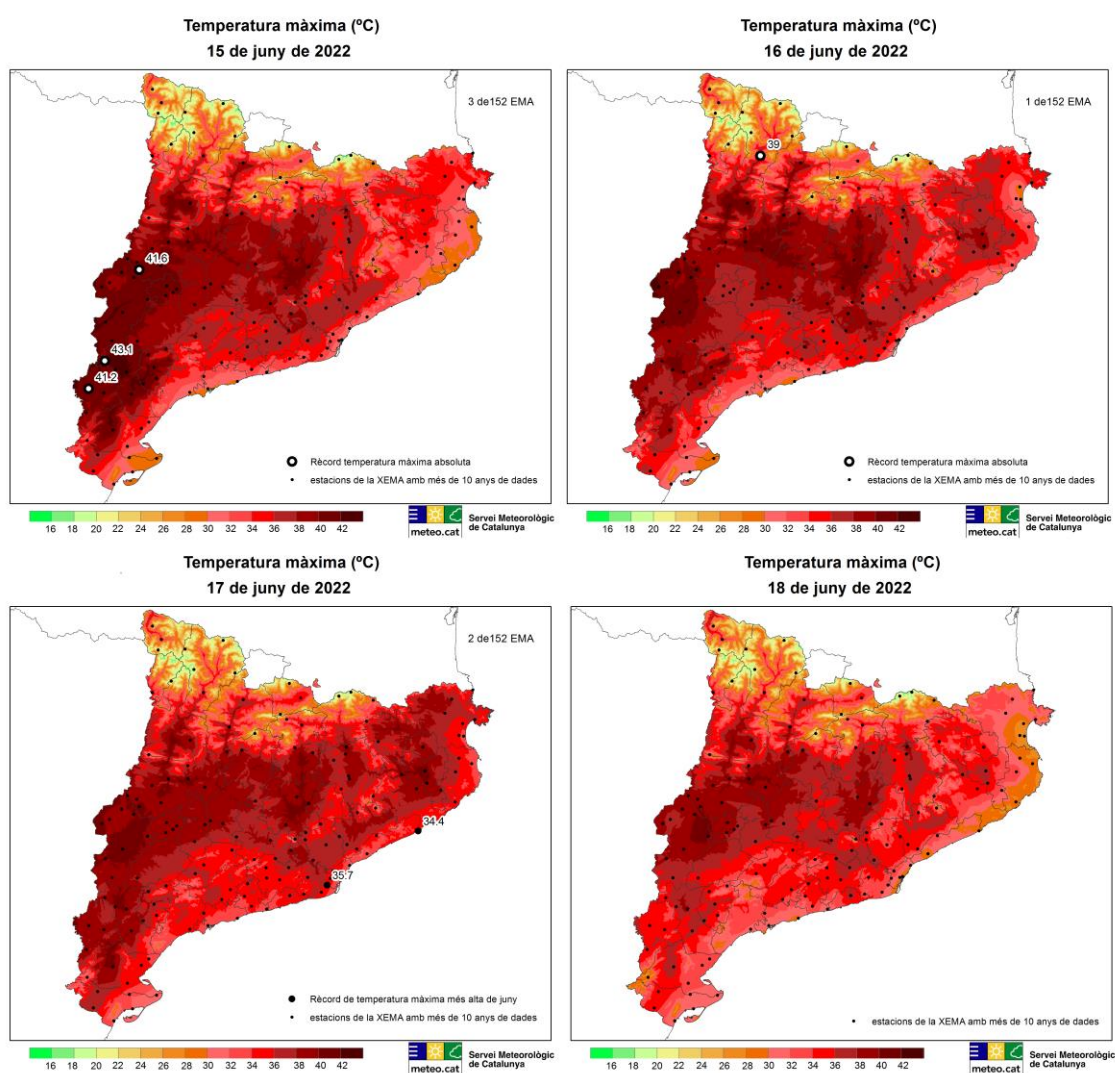 Temperatura màxima (ºC)
15 de juny de 2022
3 de152 EMA
41.6
43.1
41.2
Rècord temperatura màxima absoluta
estacions de la XEMA amb més de 10 anys de dades
16 18 20 22 24 26 28 30 32 34 36 38 40 42
meteo.cat
Servei Meteorològic
de Catalunya
Temperatura màxima (ºC)
16 de juny de 2022
1 de152 EMA
39
Rècord temperatura màxima absoluta
estacions de la XEMA amb més de 10 anys de dades
16 18 20 22 24 26 28 30 32 34 36 38 40 42
meteo.cat
Servei Meteorològic
de Catalunya
Temperatura màxima (ºC)
17 de juny de 2022
2 de152 EMA
34.4
35.7
Rècord de temperatura màxima més alta de juny
estacions de la XEMA amb més de 10 anys de dades
16 18 20 22 24 26 28 30 32 34 36 38 40 42
meteo.cat
Servei Meteorològic
de Catalunya
Temperatura màxima (ºC)
18 de juny de 2022
estacions de la XEMA amb més de 10 anys de dades
16 18 20 22 24 26 28 30 32 34 36 38 40 42
meteo.cat
Servei Meteorològic
de Catalunya